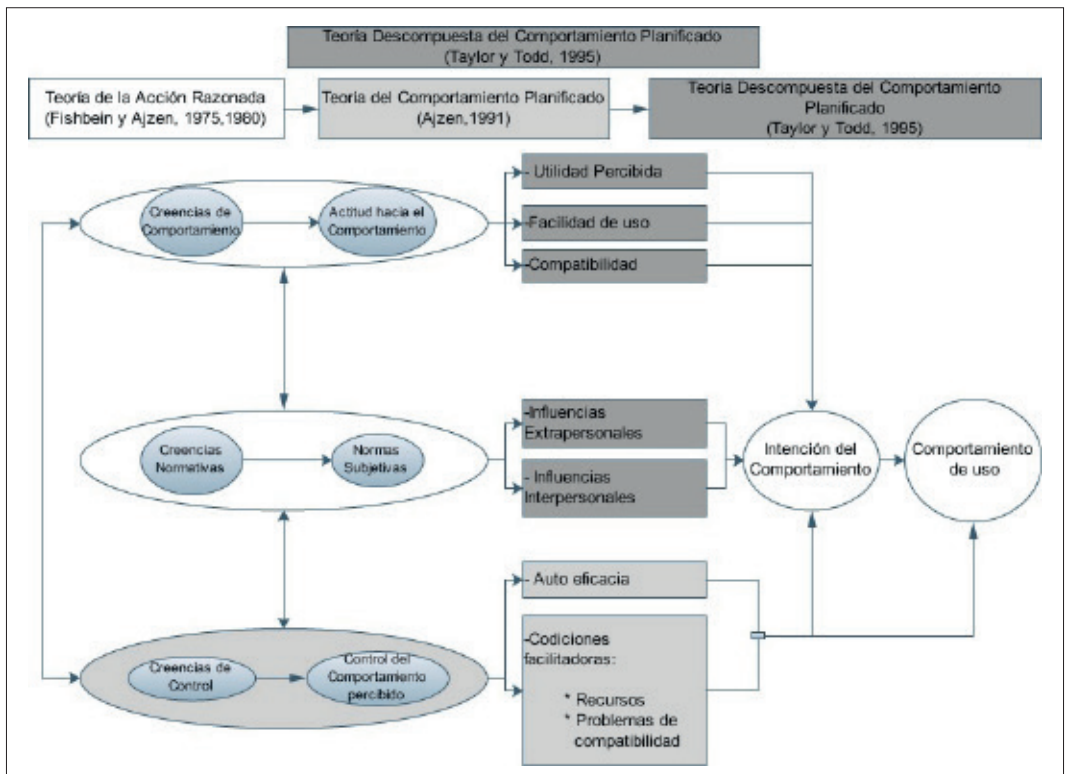 Teoría Descompuesta del Comportamiento Planificado
(Taylor y Todd, 1995)
Teoría de la Acción Razonada
(Fishbein y Ajzen, 1975,1980)
Teoría del Comportamiento Planificado
(Ajzen,1991)
Teoría Descompuesta del Comportamiento
Planificado
(Taylor y Todd, 1995)
Creencias de
Comportamiento
Actitud hacia el
Comportamiento
- Utilidad Percibida
-Facilidad de uso
-Compatibilidad
Creencias
Normativas
Normas
Subjetivas
-Influencias
Extrapersonales
- Influencias
Interpersonales
Intención del
Comportamiento
Comportamiento
de uso
Creencias de
Control
Control del
Comportamiento
percibido
- Auto eficacia
-Codiciones
facilitadoras:
* Recursos
* Problemas de
compatibilidad